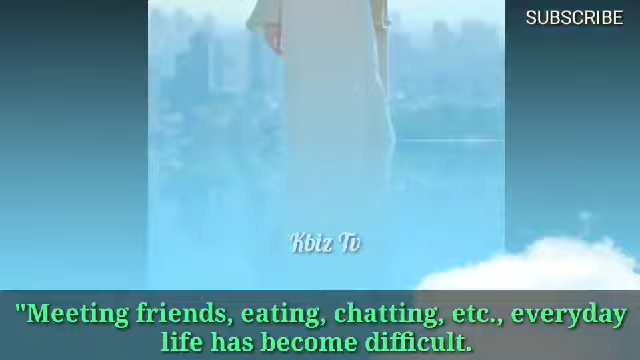 SUBSCRIBE
Kbiz Tv
"Meeting friends, eating, chatting, etc., everyday
life has become difficult.